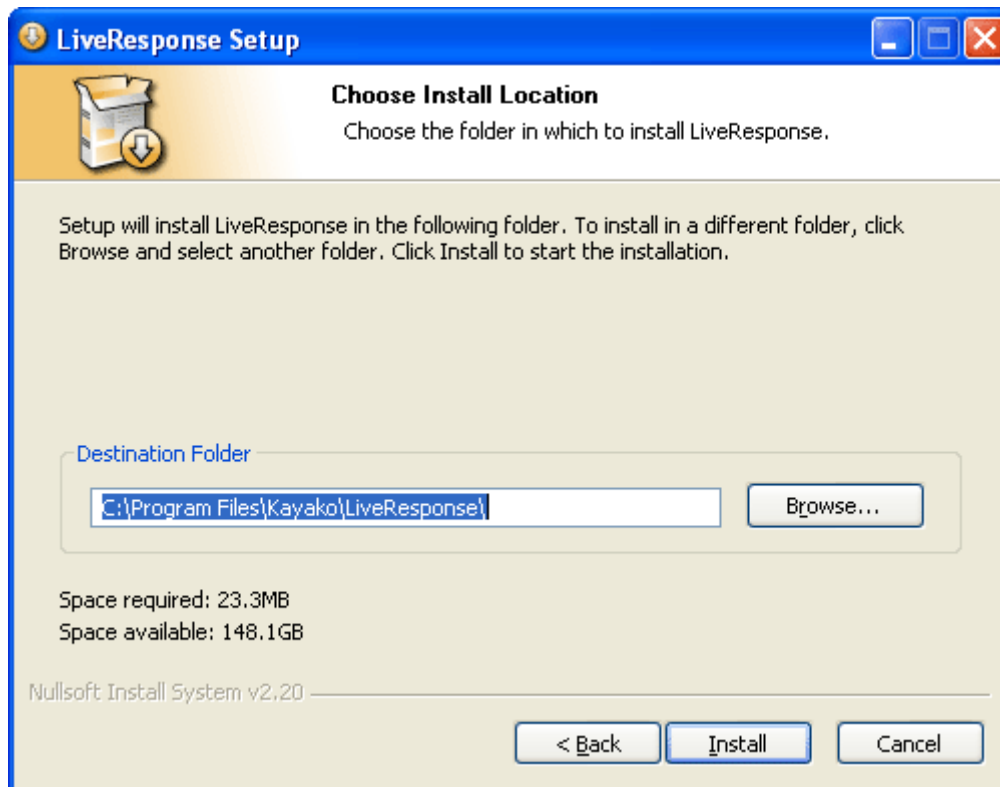 LiveResponse Setup
Choose Install Location
Choose the folder in which to install LiveResponse.
Setup will install LiveResponse in the following folder. To install in a different folder, click
Browse and select another folder. Click Install to start the installation.
Destination Folder
C:\Program Files\Kayako\LiveResponse\
Browse...
Space required: 23.3MB
Space available: 148.1GB
Nullsoft Install System v2.20
< Back
Install
Cancel